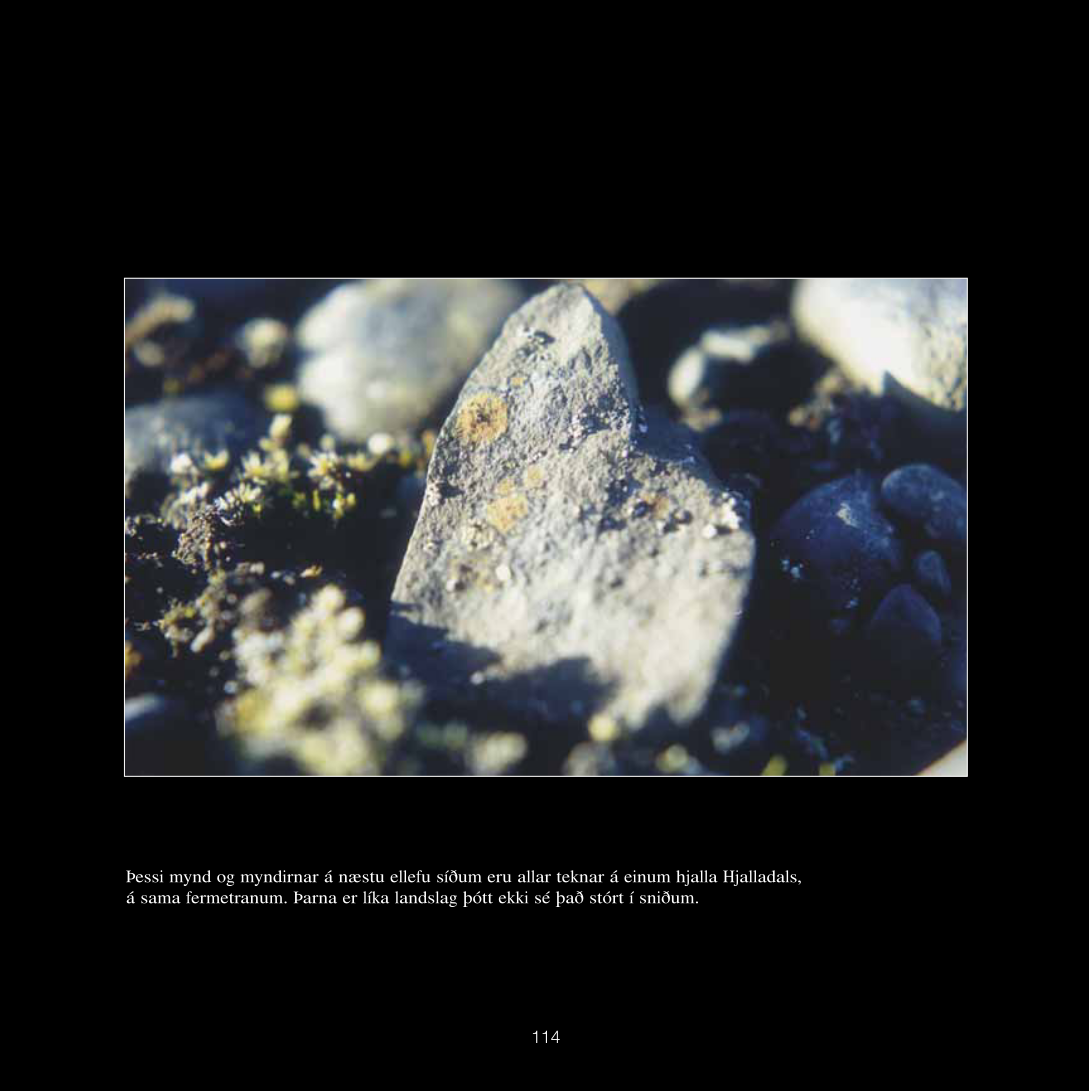 Þessi mynd og myndirnar á næstu ellefu síðum eru allar teknar á einum hjalla Hjalladals,
á sama fermetranum. Þarna er líka landslag þótt ekki sé það stórt í sniðum.
114